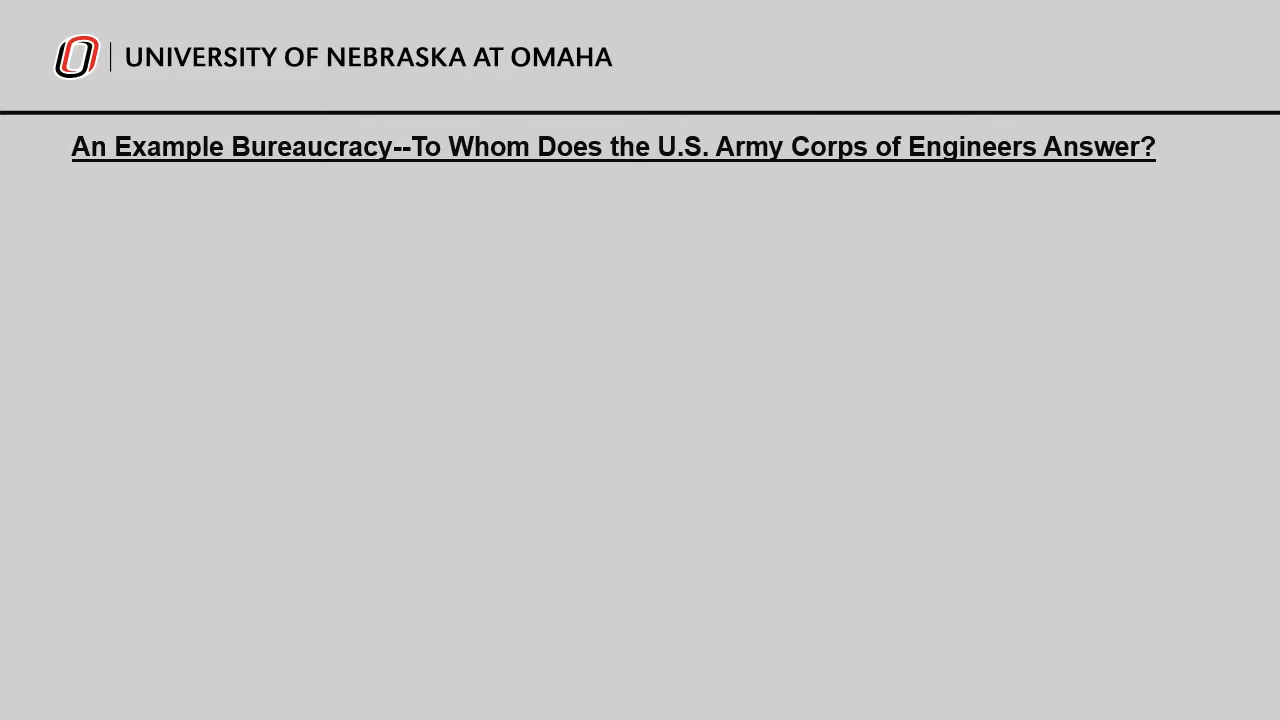 UNIVERSITY OF NEBRASKA AT OMAHA
An Example Bureaucracy--To Whom Does the U.S. Army Corps of Engineers Answer?